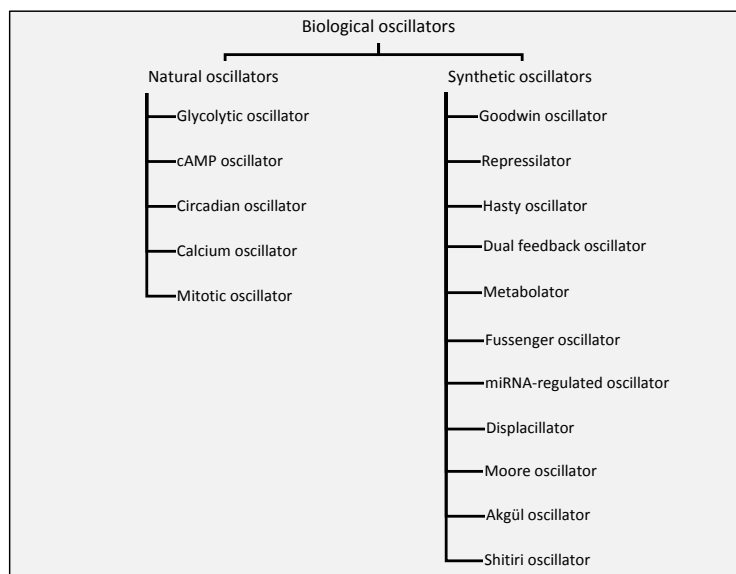 Biological oscillators
Natural oscillators
Glycolytic oscillator
cAMP oscillator
Circadian oscillator
Calcium oscillator
Mitotic oscillator
Synthetic oscillators
Goodwin oscillator
Repressilator
Hasty oscillator
Dual feedback oscillator
Metabolator
Fussenger oscillator
miRNA-regulated oscillator
Displacillator
Moore oscillator
Akgül oscillator
Shitiri oscillator